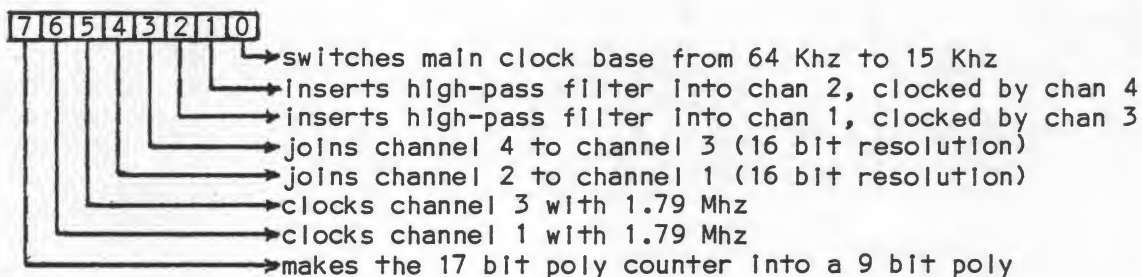 7 6 5 4 3 2 1 0
switches main clock base from 64 Khz to 15 Khz
inserts high-pass filter into chan 2, clocked by chan 4
inserts high-pass filter into chan 1, clocked by chan 3
joins channel 4 to channel 3 (16 bit resolution)
joins channel 2 to channel 1 (16 bit resolution)
clocks channel 3 with 1.79 Mhz
clocks channel 1 with 1.79 Mhz
makes the 17 bit poly counter into a 9 bit poly